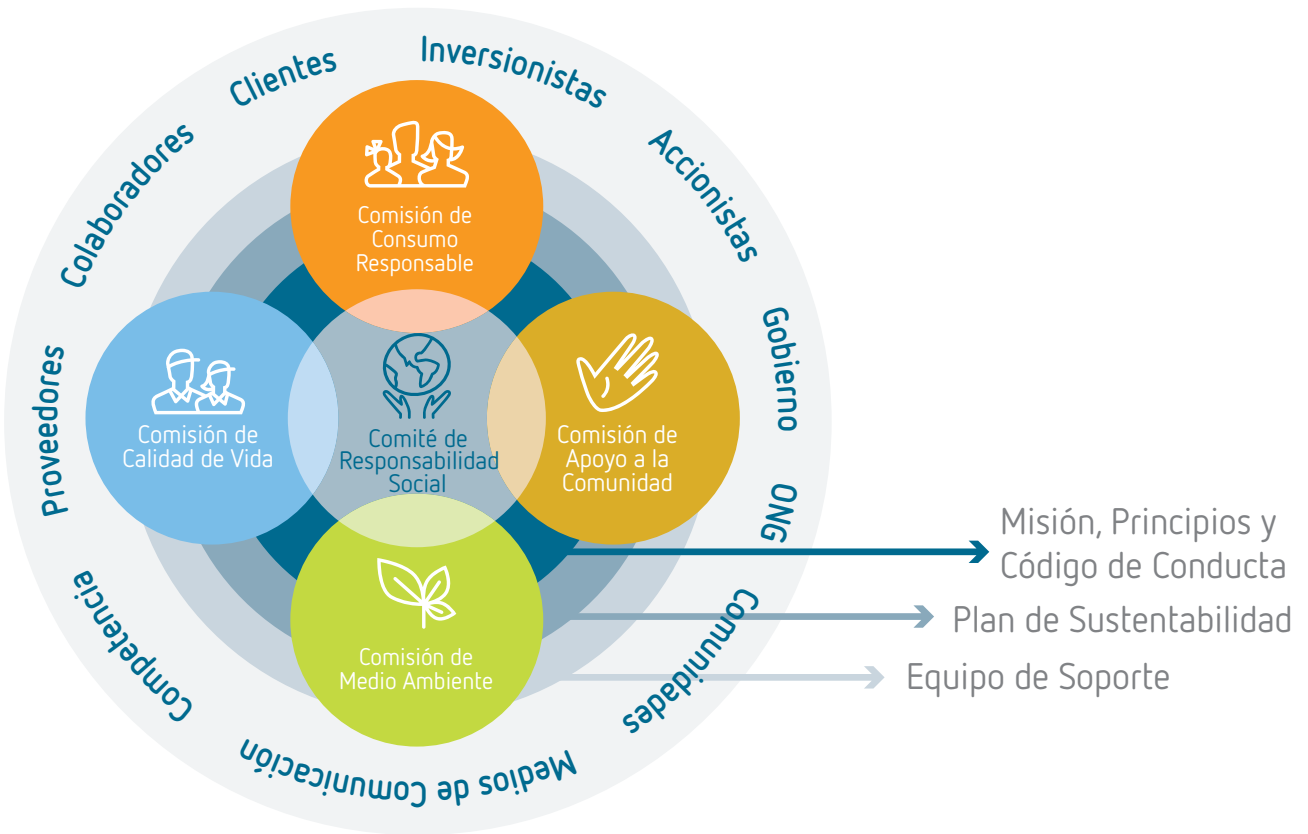 Inversionistas
Accionistas
Gobierno
ONG
Comunidades
Medios de Comunicación
Competencia
Proveedores
Colaboradores
Clientes
Comisión de
Consumo
Responsable
Comisión de
Calidad de Vida
Comité de
Responsabilidad
Social
Comisión de
Apoyo a la
Comunidad
Comisión de
Medio Ambiente
Misión, Principios y
Código de Conducta
Plan de Sustentabilidad
Equipo de Soporte